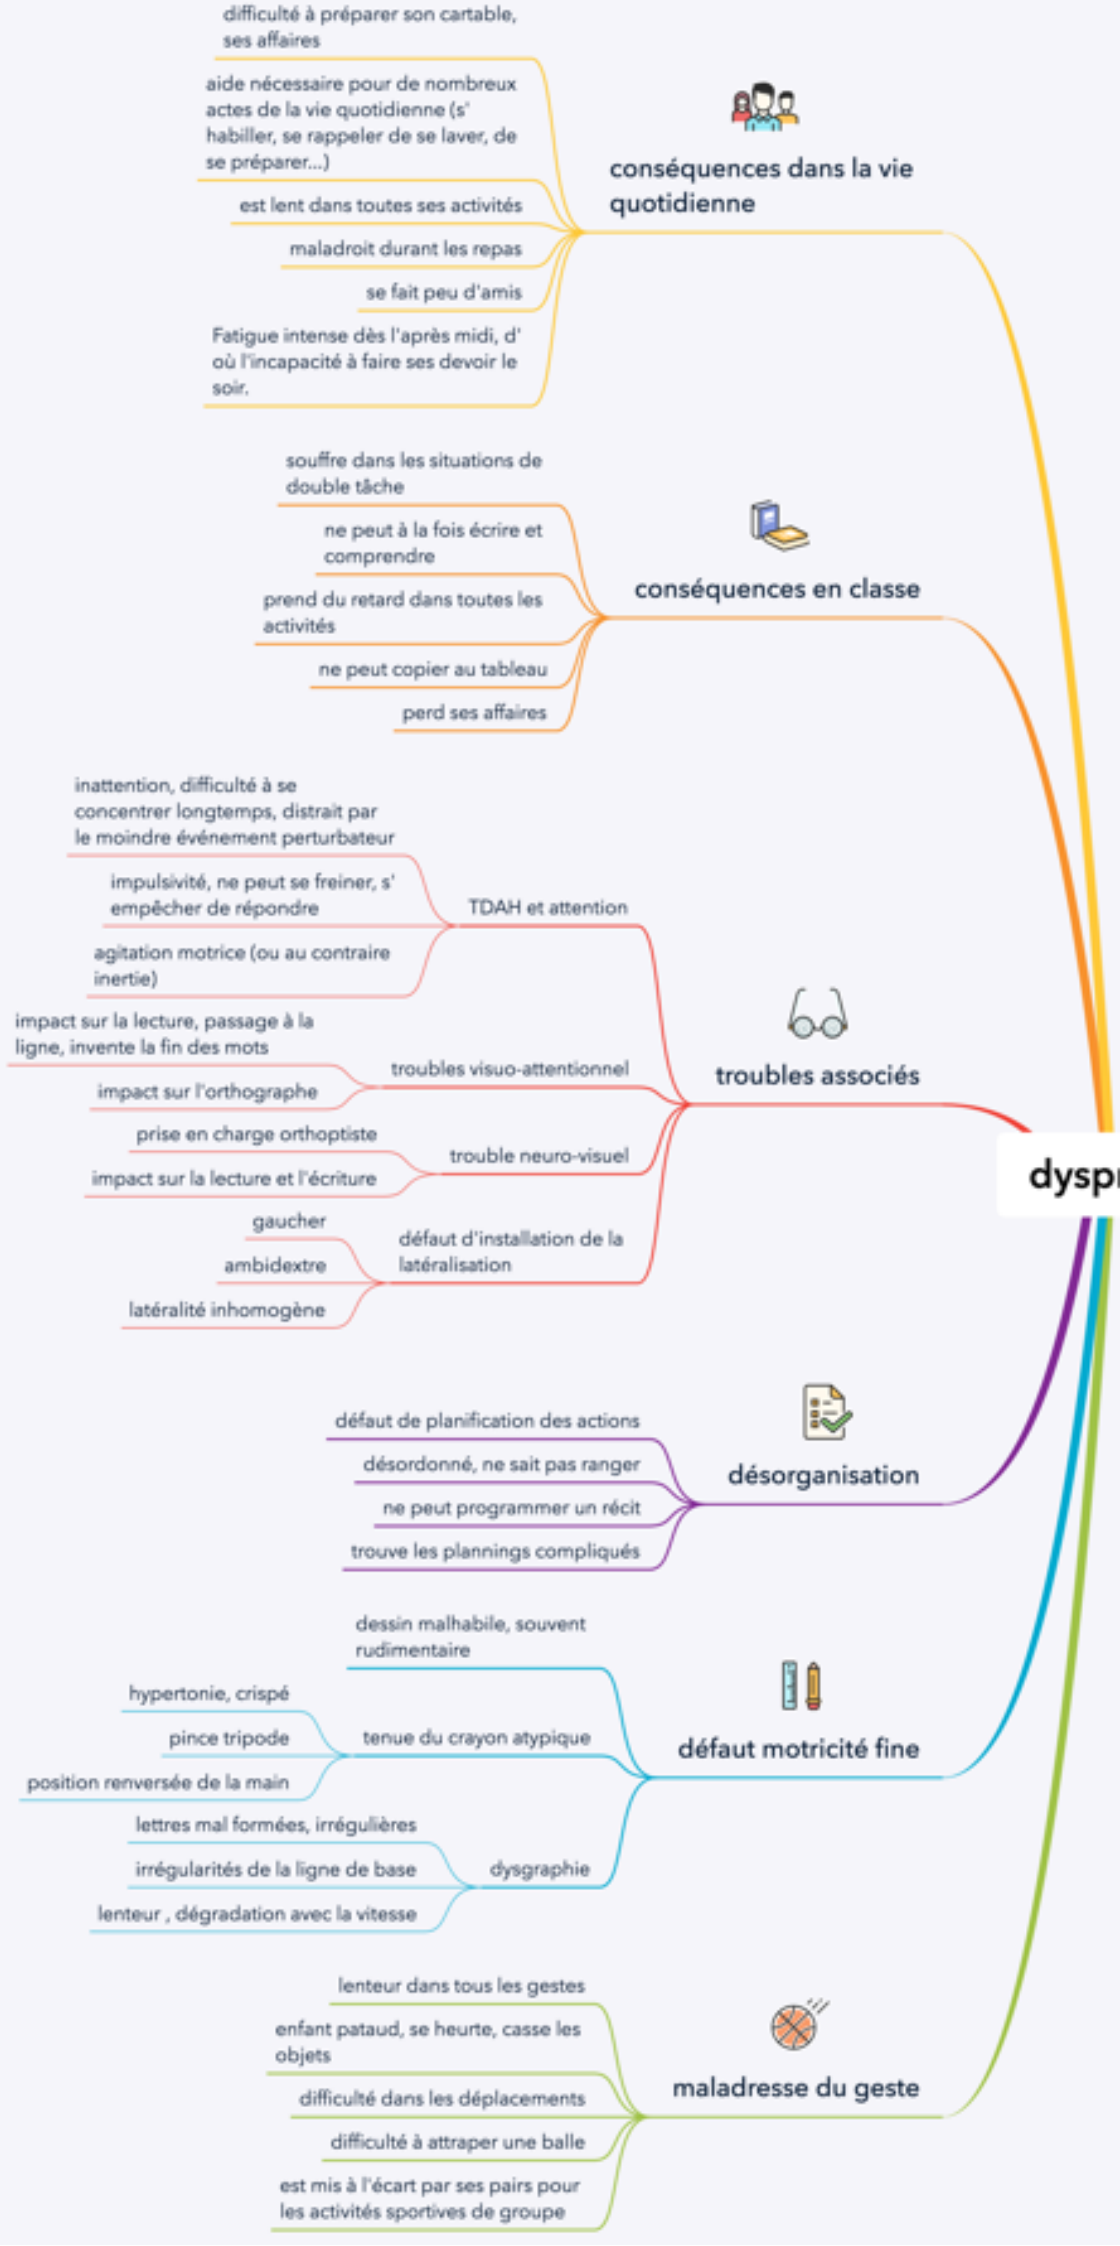 difficulté à préparer son cartable,
ses affaires
aide nécessaire pour de nombreux
actes de la vie quotidienne (s'
habiller, se rappeler de se laver, de
se préparer...)
est lent dans toutes ses activités
maladroit durant les repas
se fait peu d'amis
Fatigue intense dès l'après midi, d'
où l'incapacité à faire ses devoir le
soir.
conséquences dans la vie
quotidienne
souffre dans les situations de
double tâche
ne peut à la fois écrire et
comprendre
prend du retard dans toutes les
activités
ne peut copier au tableau
perd ses affaires
conséquences en classe
inattention, difficulté à se
concentrer longtemps, distrait par
le moindre événement perturbateur
impulsivité, ne peut se freiner, s'
empêcher de répondre
agitation motrice (ou au contraire
inertie)
TDAH et attention
impact sur la lecture, passage à la
ligne, invente la fin des mots
impact sur l'orthographe
troubles visuo-attentionnel
prise en charge orthoptiste
impact sur la lecture et l'écriture
trouble neuro-visuel
gaucher
ambidextre
latéralité inhomogène
défaut d'installation de la
latéralisation
troubles associés
dyspr
défaut de planification des actions
désordonné, ne sait pas ranger
ne peut programmer un récit
trouve les plannings compliqués
désorganisation
dessin malhabile, souvent
rudimentaire
hypertonie, crispé
pince tripode
position renversée de la main
tenue du crayon atypique
lettres mal formées, irrégulières
irrégularités de la ligne de base
lenteur , dégradation avec la vitesse
dysgraphie
défaut motricité fine
lenteur dans tous les gestes
enfant pataud, se heurte, casse les
objets
difficulté dans les déplacements
difficulté à attraper une balle
est mis à l'écart par ses pairs pour
les activités sportives de groupe
maladresse du geste